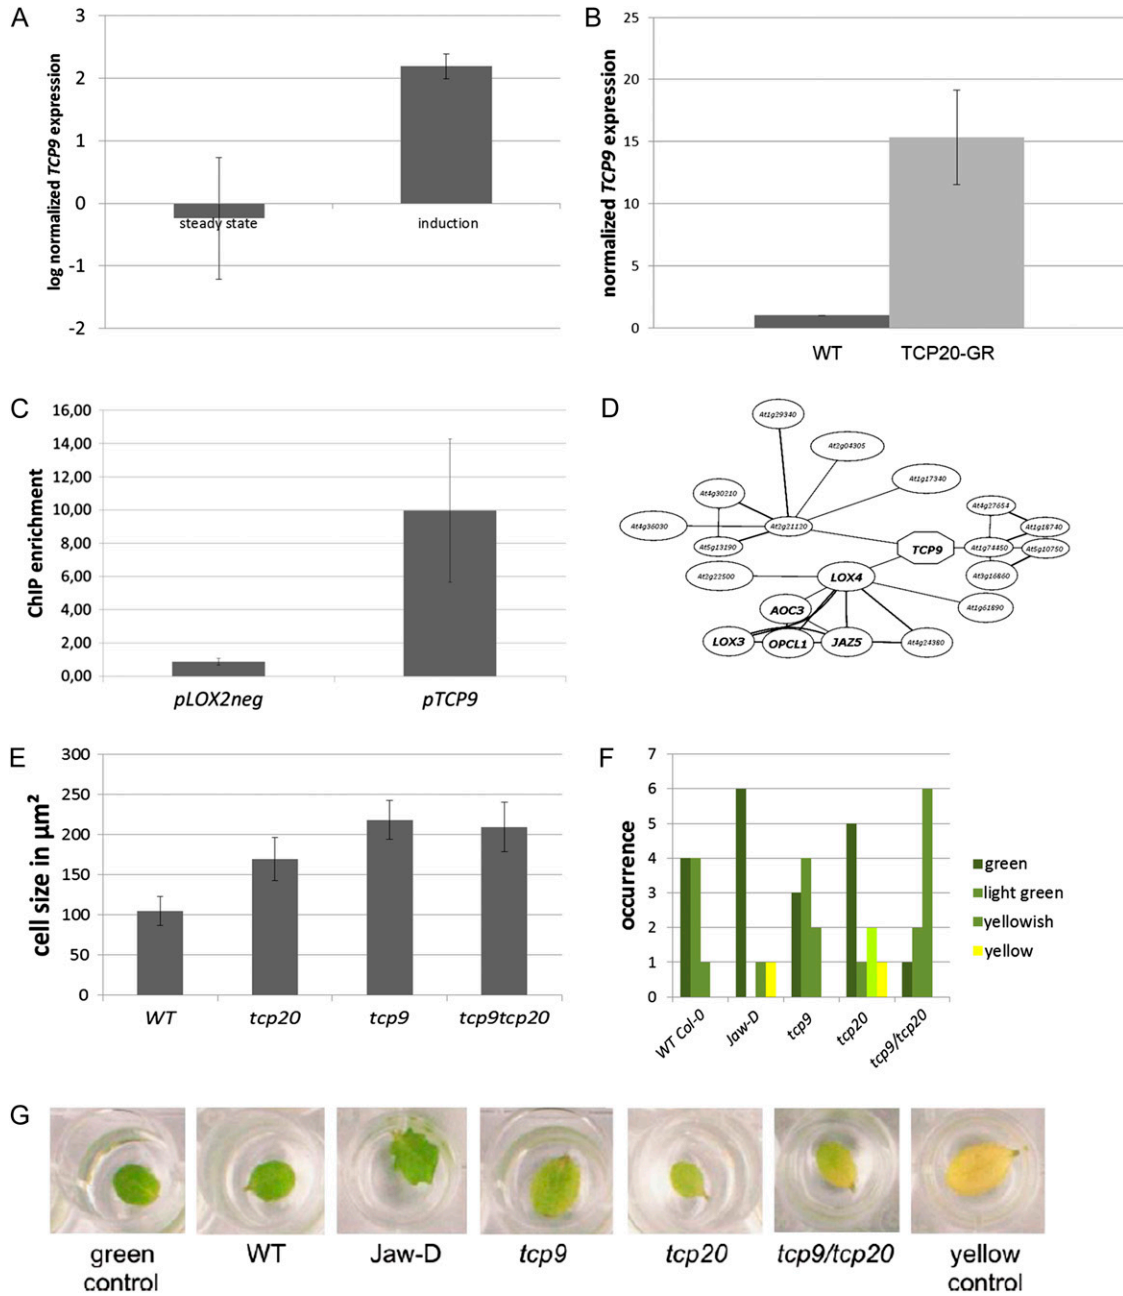 A
log normalized TCP9 expression
3
2
1
0
-1
-2
steady state
induction
B
normalized TCP9 expression
25
20
15
10
5
0
WT
TCP20-GR
C
ChIP enrichment
16,00
14,00
12,00
10,00
8,00
6,00
4,00
2,00
0,00
pLOX2neg
pTCP9
D
At1g29340
At2g04305
At1g17340
At4g30210
At4g27654
At4g36030
At2g21120
At1g18740
At5g13190
TCP9
At1g74450
At5g10750
At2g22500
LOX4
At3g16860
AOC3
At1g61890
LOX3
OPCL1
JAZ5
At4g24380
E
cell size in µm²
300
250
200
150
100
50
0
WT
tcp20
tcp9
tcp9tcp20
F
occurrence
7
6
5
4
3
2
1
0
WT Col-0
Jaw-D
tcp9
tcp20
tcp9/tcp20
green
light green
yellowish
yellow
G
green control
WT
Jaw-D
tcp9
tcp20
tcp9/tcp20
yellow control